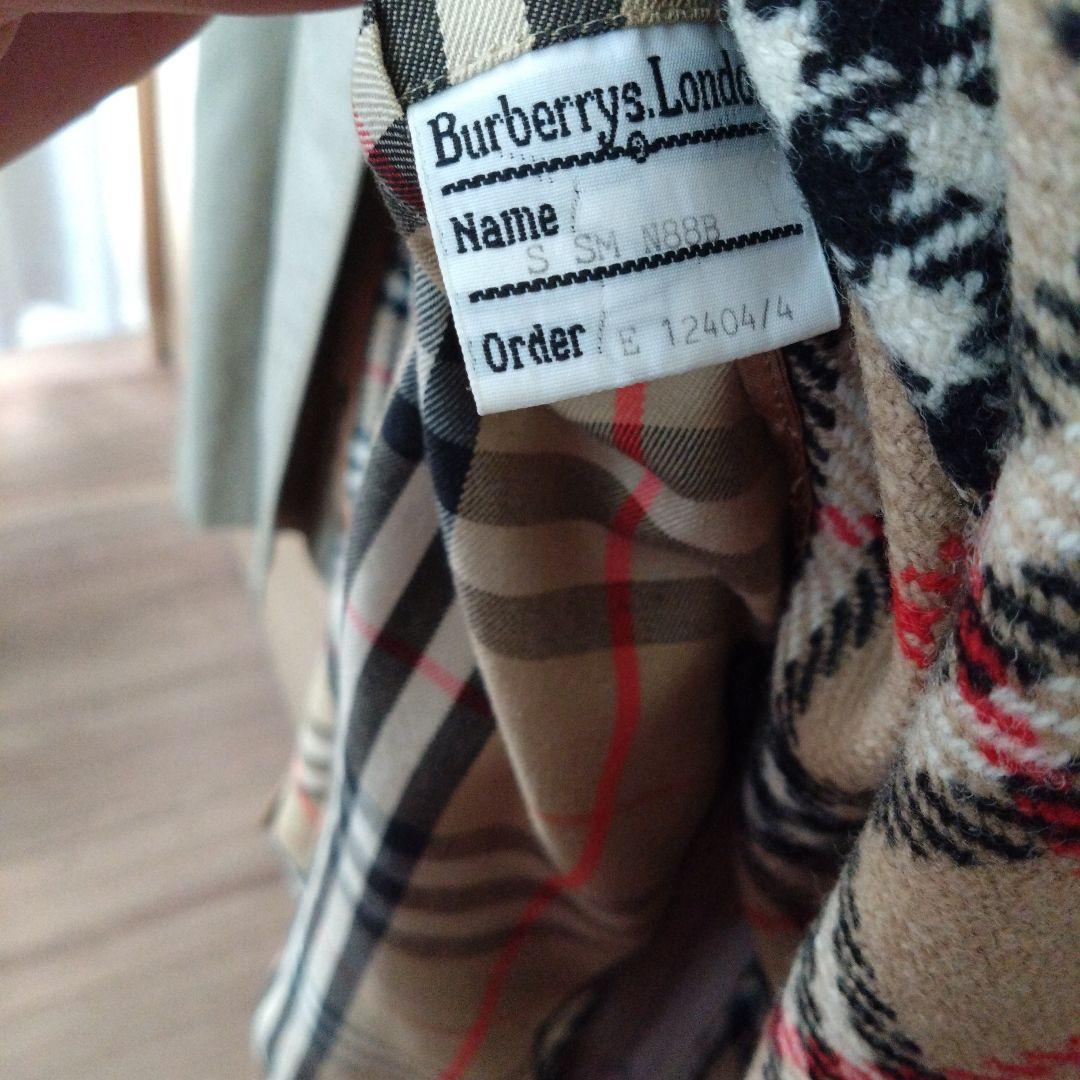 Burberrys.Londo
Name
S SM N88B
Order E 12404/4